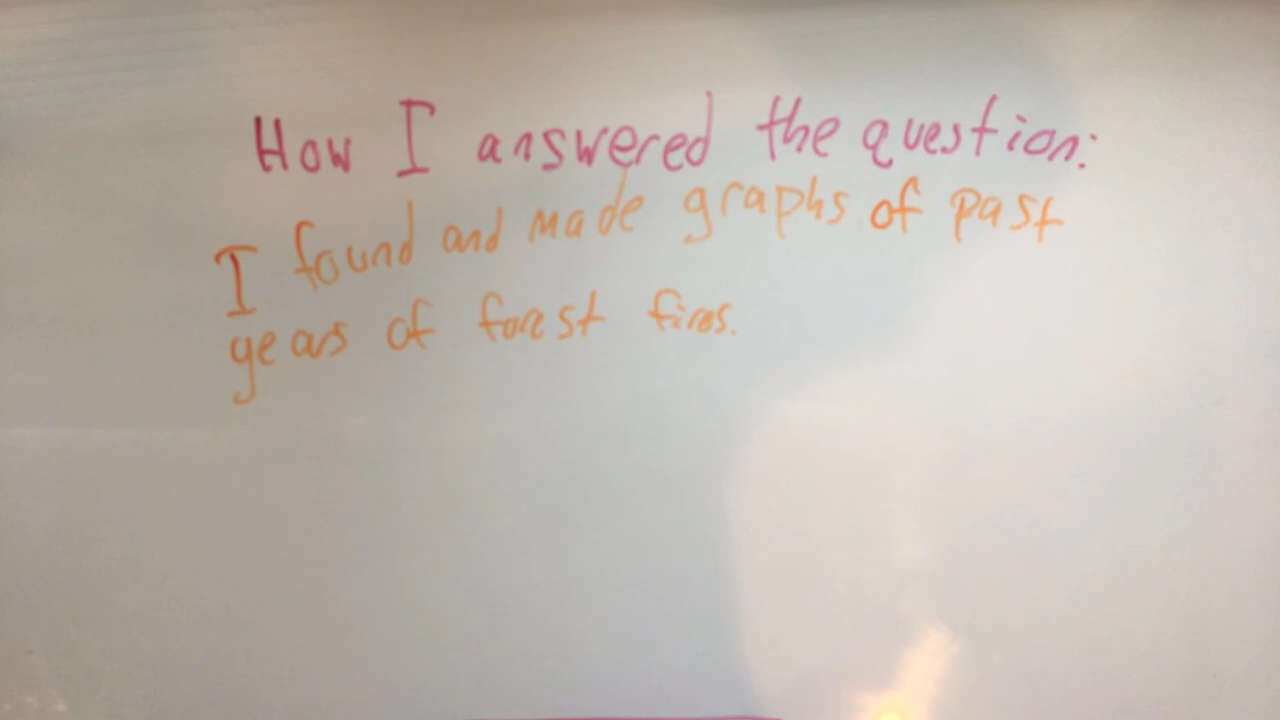 How I answered the question:
I found and made graphs of past
years of forest fires.